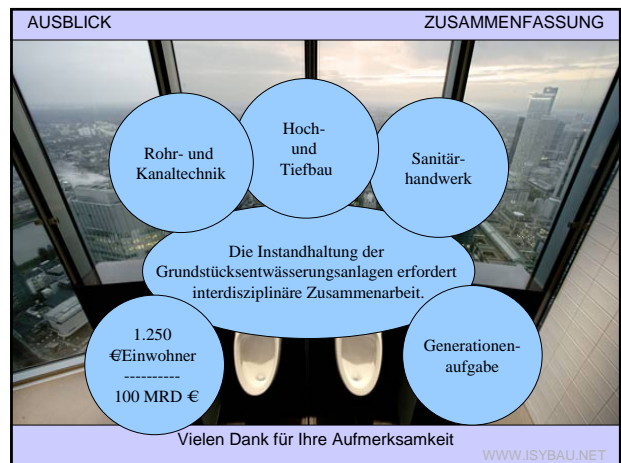 AUSBLICK
ZUSAMMENFASSUNG
Hoch-
und
Tiefbau
Rohr- und
Kanaltechnik
Sanitär-
handwerk
Die Instandhaltung der
Grundstücksentwässerungsanlagen erfordert
interdisziplinäre Zusammenarbeit.
1.250
€Einwohner
----------
100 MRD €
Generationen-
aufgabe
Vielen Dank für Ihre Aufmerksamkeit
WWW.ISYBAU.NET